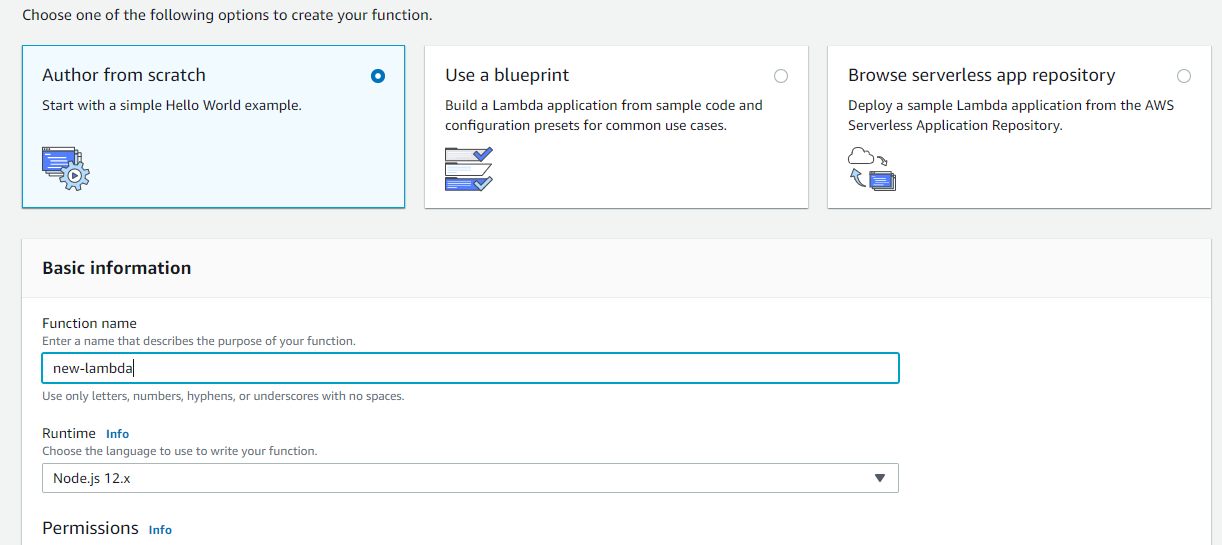 Choose one of the following options to create your function.
Author from scratch
Start with a simple Hello World example.
Use a blueprint
Build a Lambda application from sample code and
configuration presets for common use cases.
Browse serverless app repository
Deploy a sample Lambda application from the AWS
Serverless Application Repository.
Basic information
Function name
Enter a name that describes the purpose of your function.
new-lambda
Use only letters, numbers, hyphens, or underscores with no spaces.
Runtime Info
Choose the language to use to write your function.
Node.js 12.x
Permissions Info